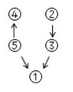 ④ ②
⑤ ③
①